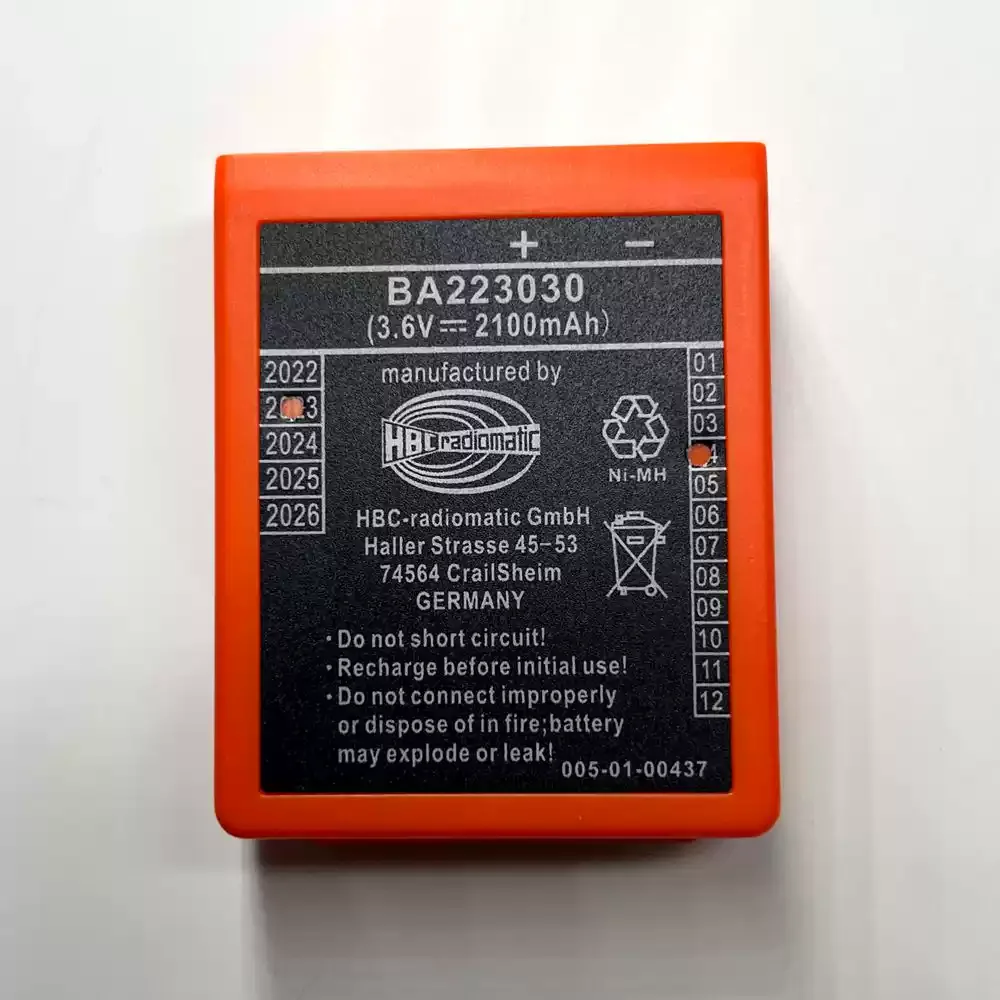 + −
BA223030
(3.6V⎓2100mAh)
2022
2024
2025
2026
manufactured by
HBC radiomatic
Ni-MH
HBC-radiomatic GmbH
Haller Strasse 45-53
74564 CrailSheim
GERMANY
01
02
03
05
06
07
08
09
10
11
12
· Do not short circuit!
· Recharge before initial use!
· Do not connect improperly
or dispose of in fire;battery
may explode or leak!
005-01-00437